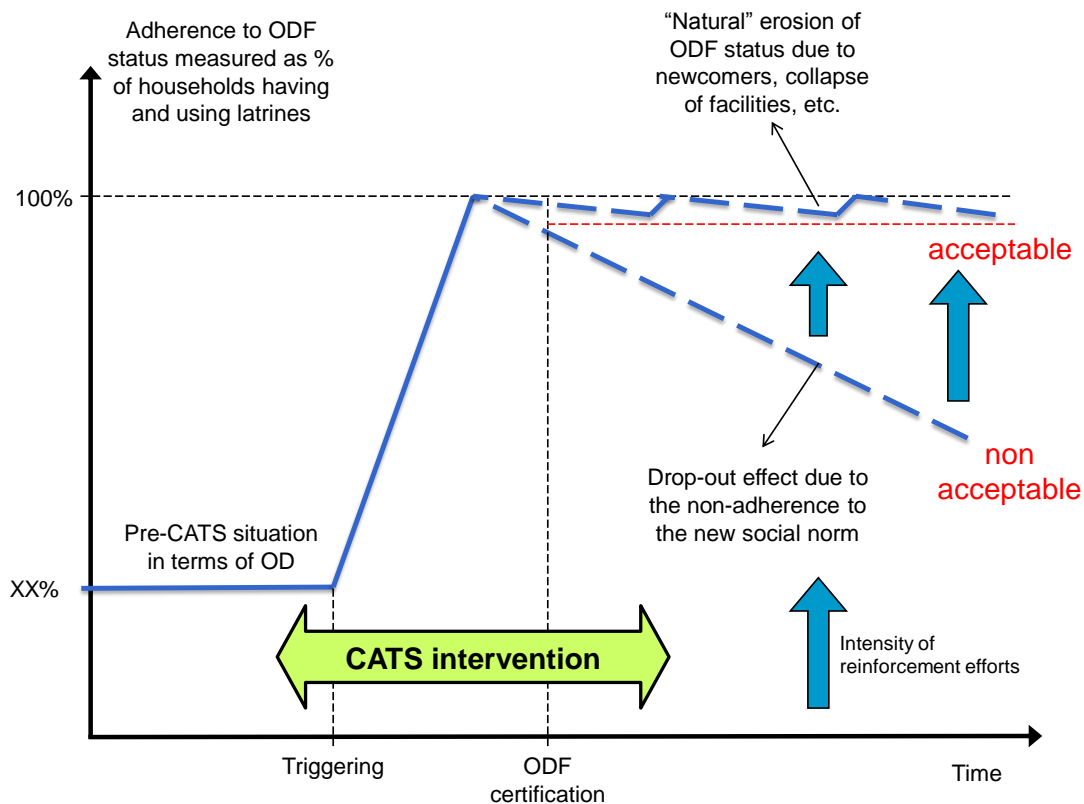 Adherence to ODF
status measured as %
of households having
and using latrines
“Natural” erosion of
ODF status due to
newcomers, collapse
of facilities, etc.
100%
acceptable
non
acceptable
Drop-out effect due to
the non-adherence to
the new social norm
Pre-CATS situation
in terms of OD
XX%
CATS intervention
Intensity of
reinforcement efforts
Triggering
ODF
certification
Time